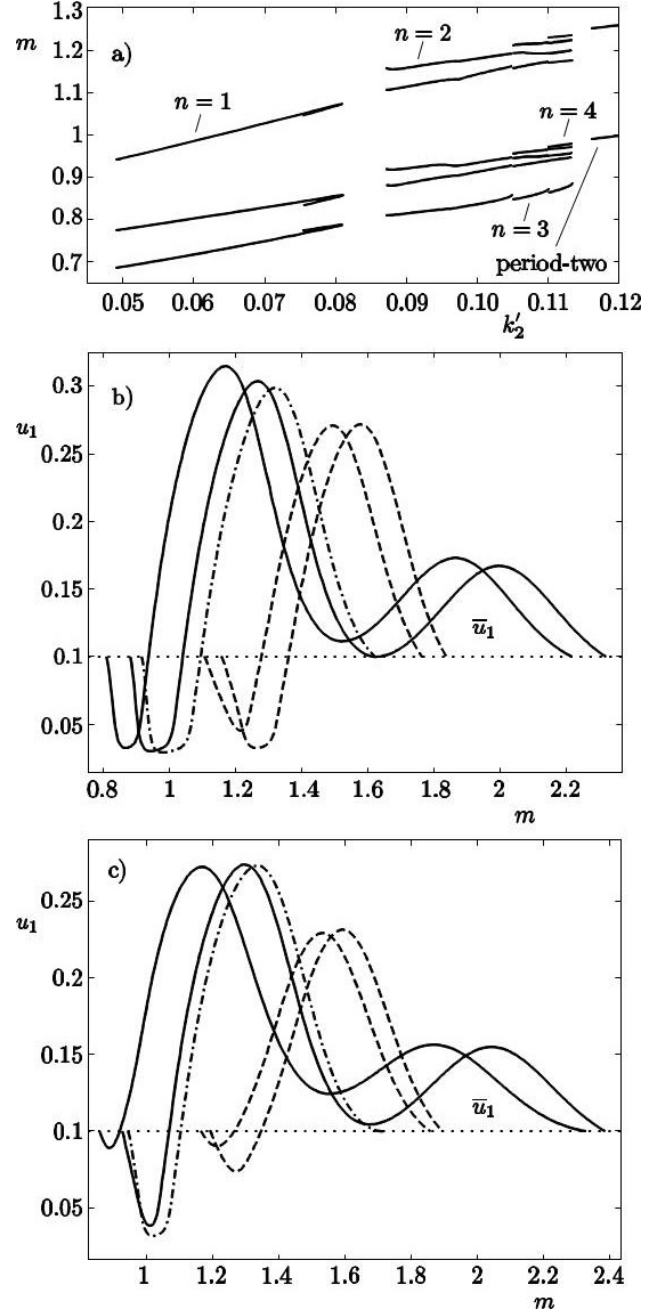 1.3
m
a)
n = 2
1.2
n = 1
1.1
n = 4
1
0.9
0.8
n = 3
0.7
period-two
0.05 0.06 0.07 0.08 0.09 0.10 0.11 0.12
k′₂
b)
0.3
u₁
0.25
0.2
0.15
ū₁
0.1
0.05
0.8 1 1.2 1.4 1.6 1.8 2 2.2
m
c)
0.25
u₁
0.2
0.15
ū₁
0.1
0.05
1 1.2 1.4 1.6 1.8 2 2.2 2.4
m